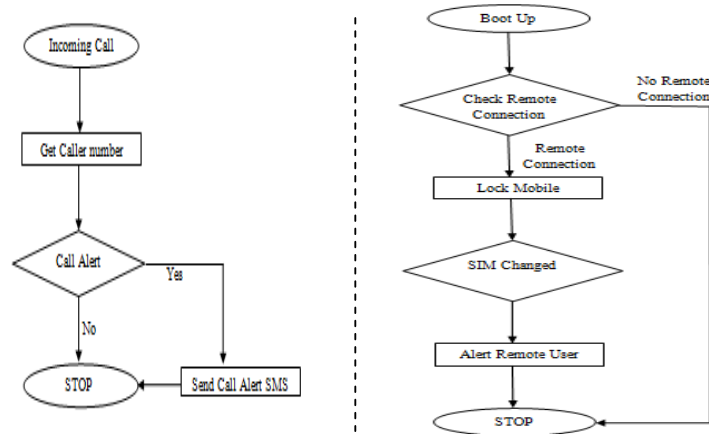 Incoming Call
Get Caller number
Call Alert
Yes
No
STOP
Send Call Alert SMS
Boot Up
No Remote
Connection
Check Remote
Connection
Remote
Connection
Lock Mobile
SIM Changed
Alert Remote User
STOP